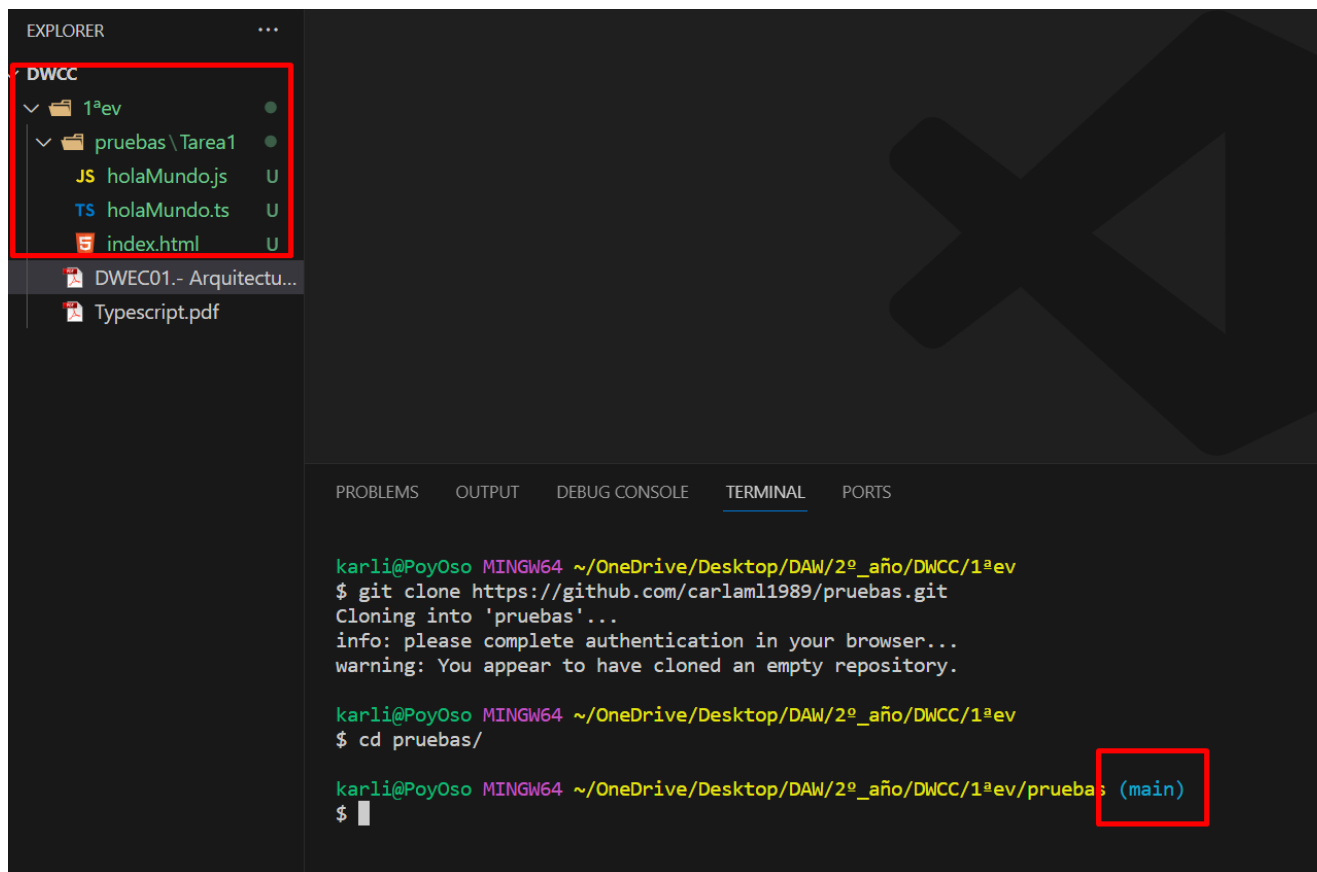 EXPLORER ...
DWCC
1ªev
pruebas\Tarea1
JS holaMundo.js U
TS holaMundo.ts U
5 index.html U
DWEC01.- Arquitectu...
Typescript.pdf
PROBLEMS OUTPUT DEBUG CONSOLE TERMINAL PORTS
karli@PoyOso MINGW64 ~/OneDrive/Desktop/DAW/2º_año/DWCC/1ªev
$ git clone https://github.com/carlaml1989/pruebas.git
Cloning into 'pruebas'...
info: please complete authentication in your browser...
warning: You appear to have cloned an empty repository.
karli@PoyOso MINGW64 ~/OneDrive/Desktop/DAW/2º_año/DWCC/1ªev
$ cd pruebas/
karli@PoyOso MINGW64 ~/OneDrive/Desktop/DAW/2º_año/DWCC/1ªev/pruebas (main)
$